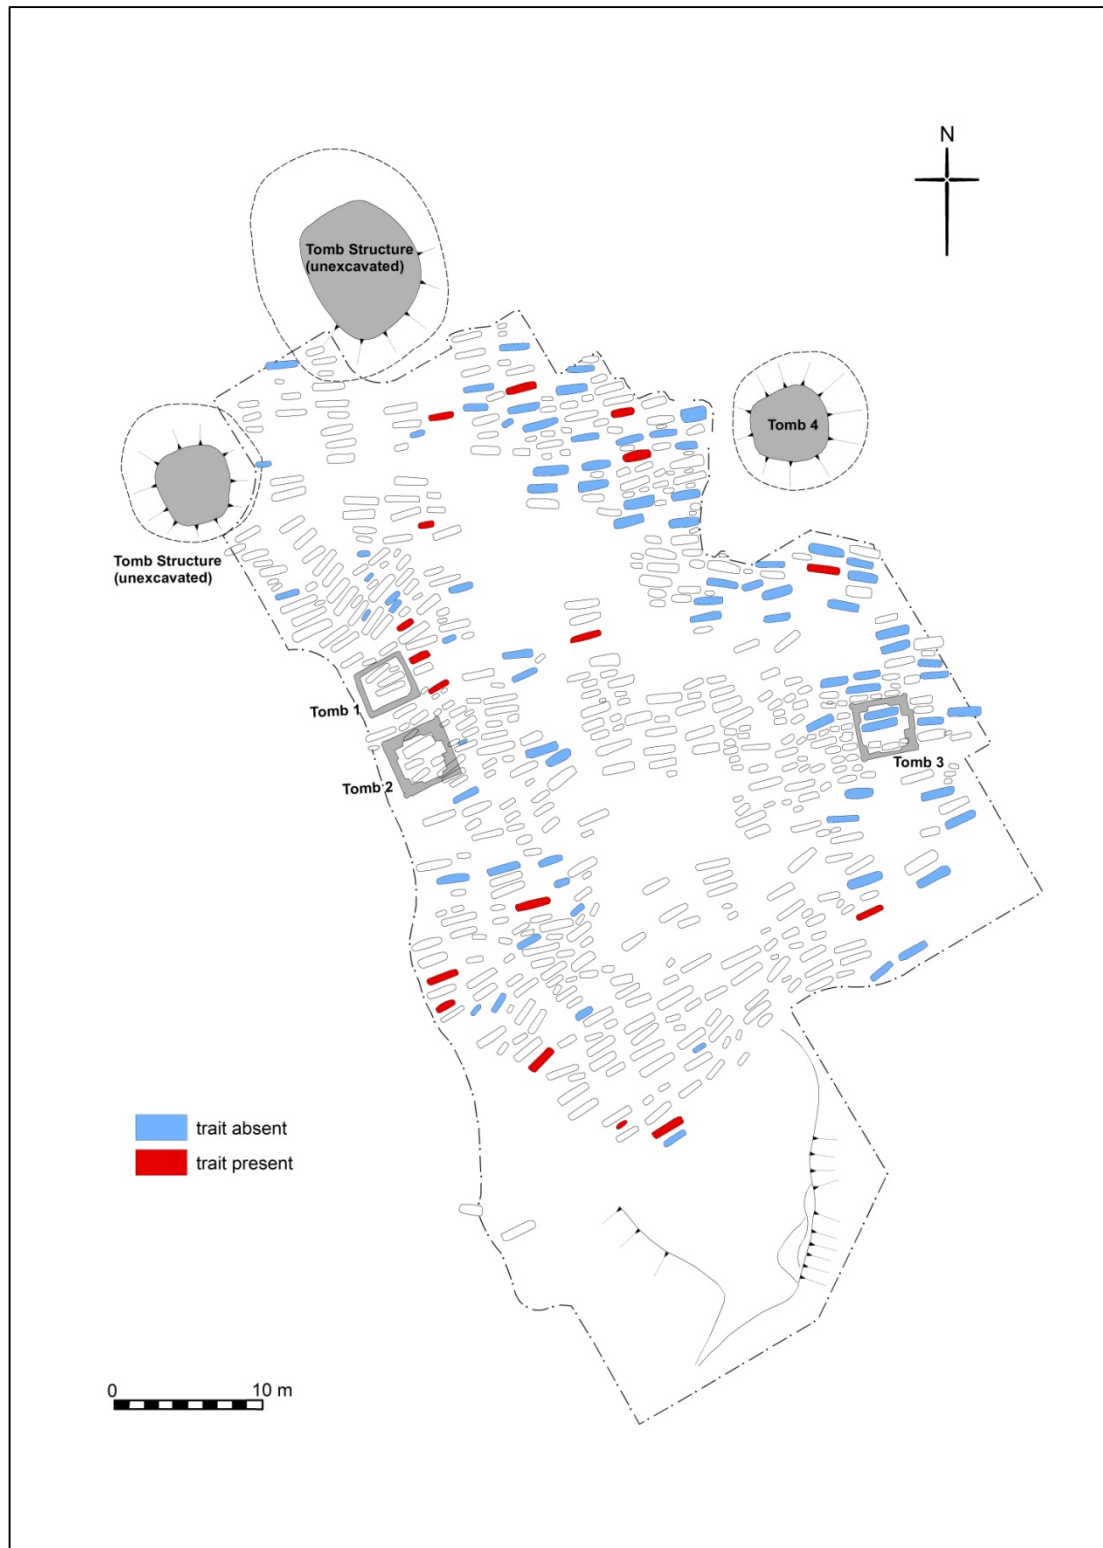 N
Tomb Structure
(unexcavated)
Tomb 4
Tomb Structure
(unexcavated)
Tomb 1
Tomb 2
Tomb 3
trait absent
trait present
0 10 m